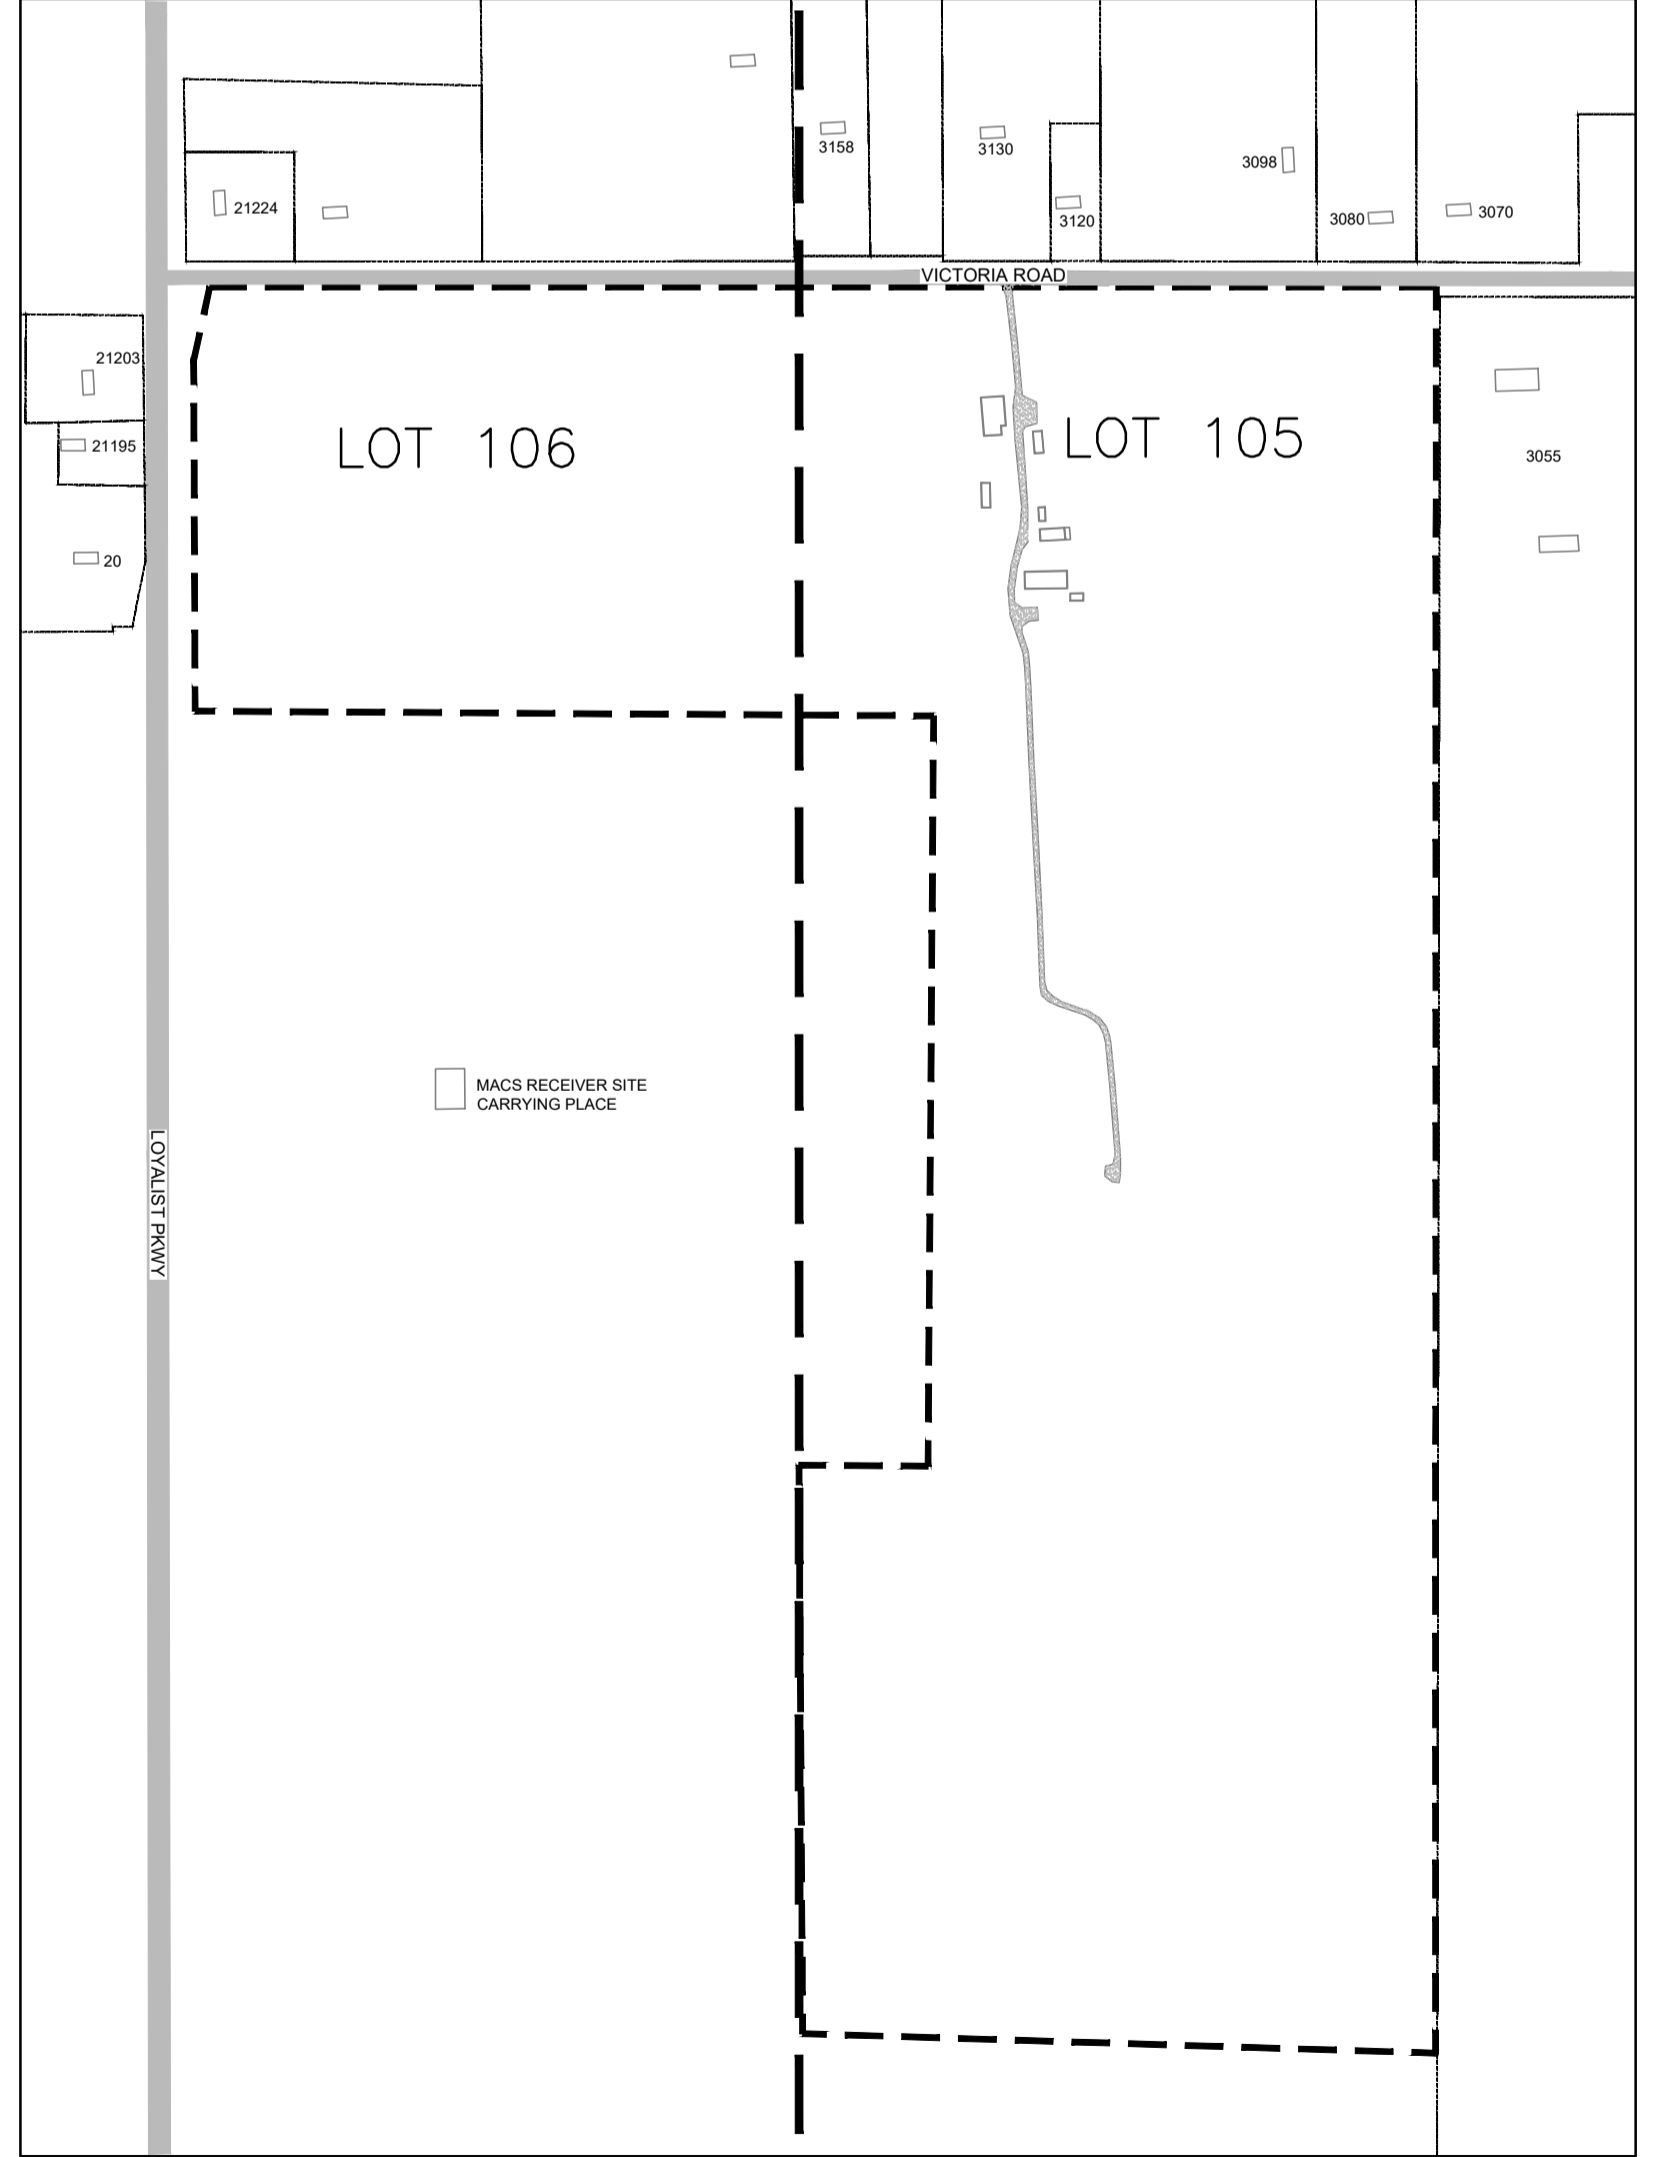 3158
3130
3098
21224
3120
3080
3070
VICTORIA ROAD
21203
21195
LOT 106
LOT 105
3055
20
MACS RECEIVER SITE
CARRYING PLACE
LOYALIST PKWY